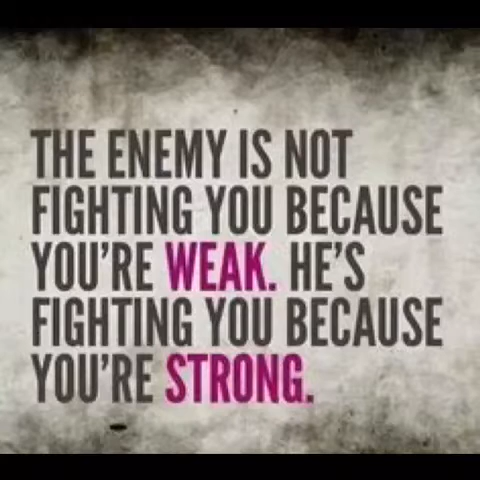 THE ENEMY IS NOT
FIGHTING YOU BECAUSE
YOU'RE WEAK. HE'S
FIGHTING YOU BECAUSE
YOU'RE STRONG.